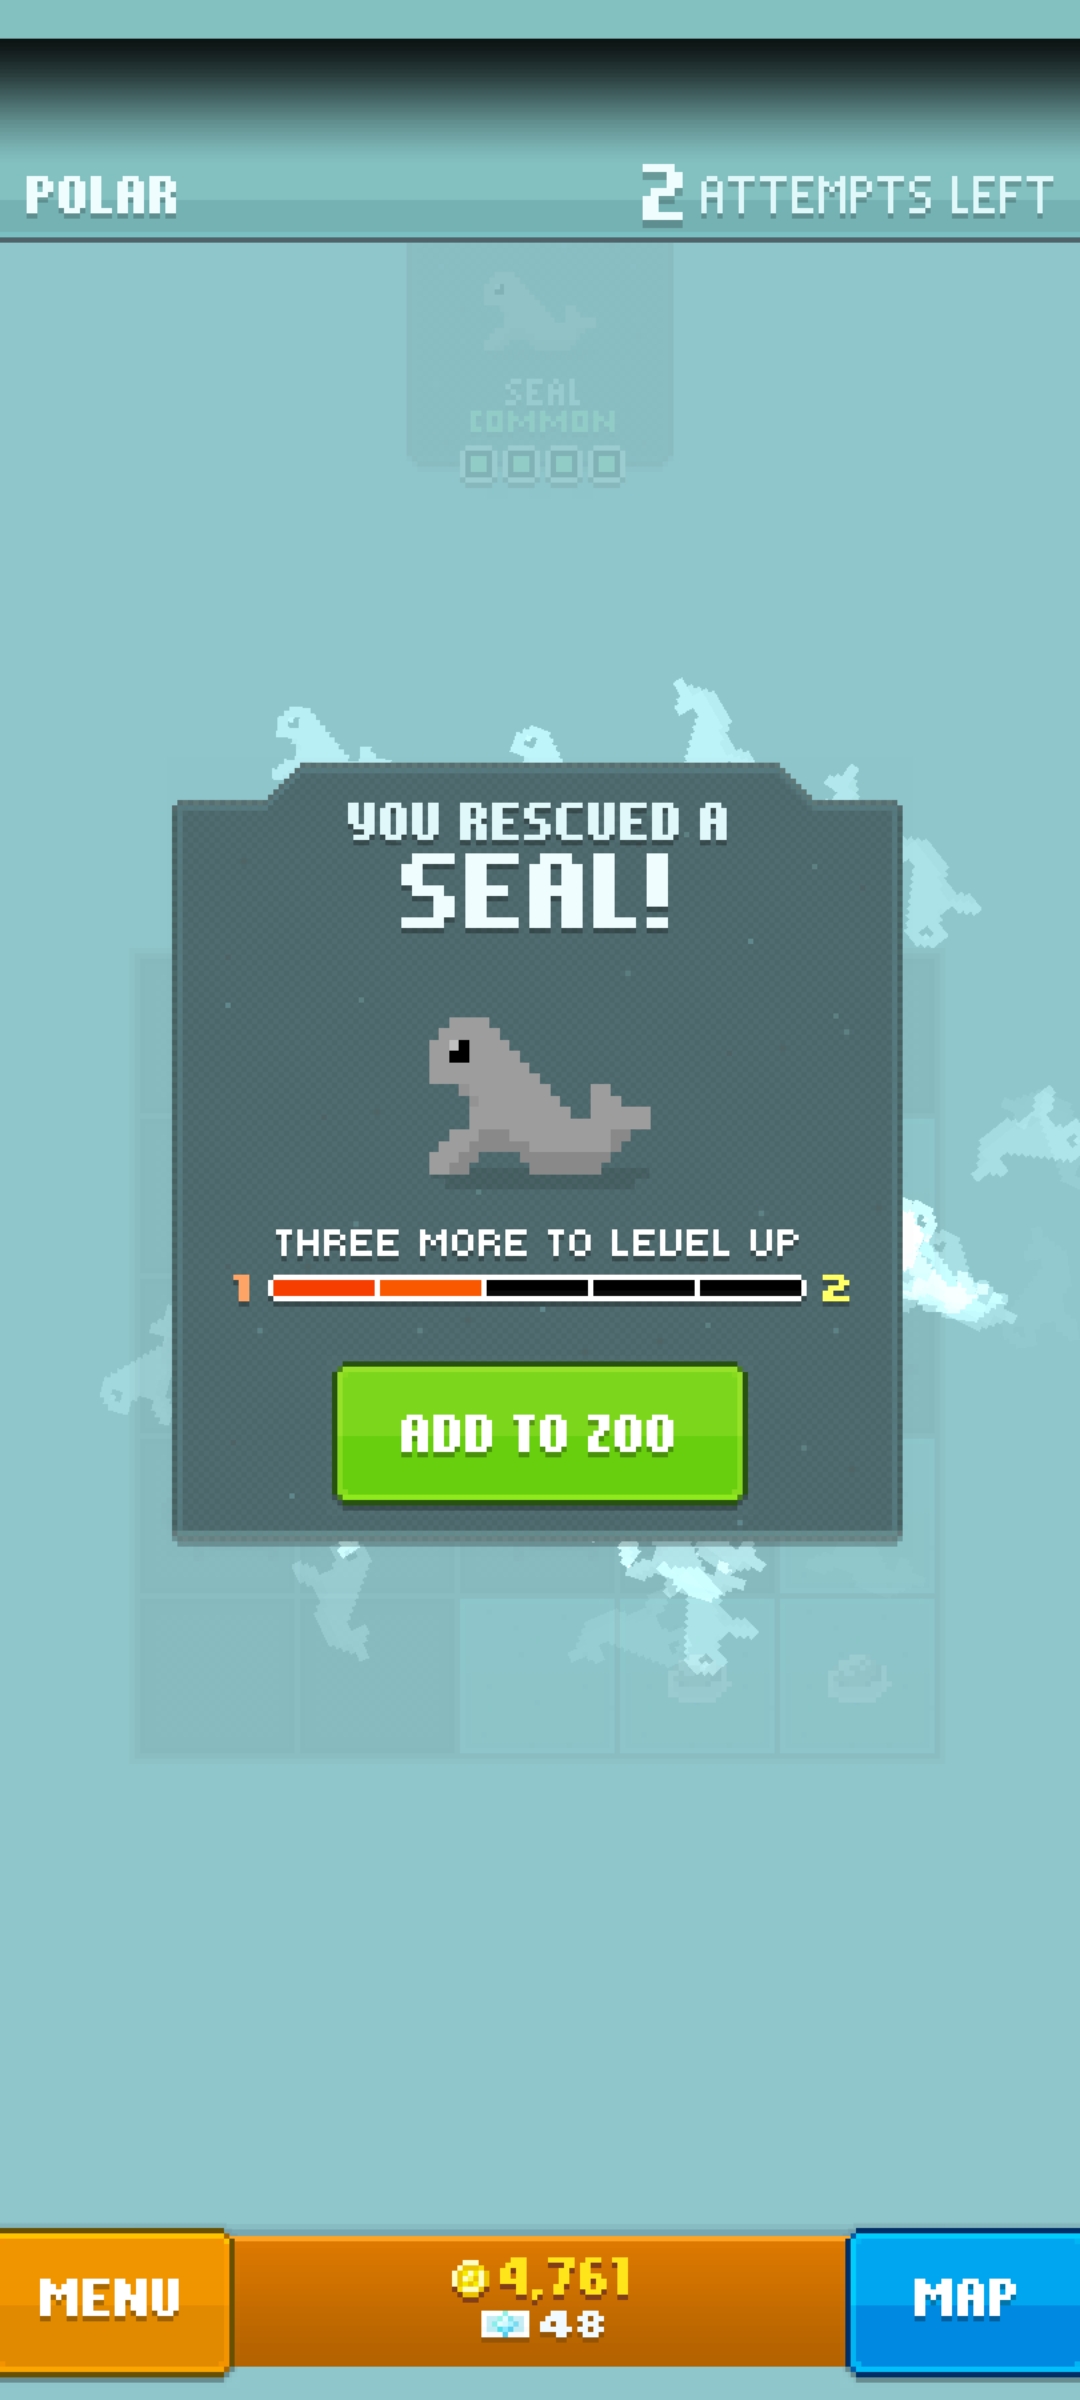 POLAR
2 ATTEMPTS LEFT
SEAL
COMMON
YOU RESCUED A
SEAL!
THREE MORE TO LEVEL UP
1 2
ADD TO ZOO
MENU
4,761
48
MAP